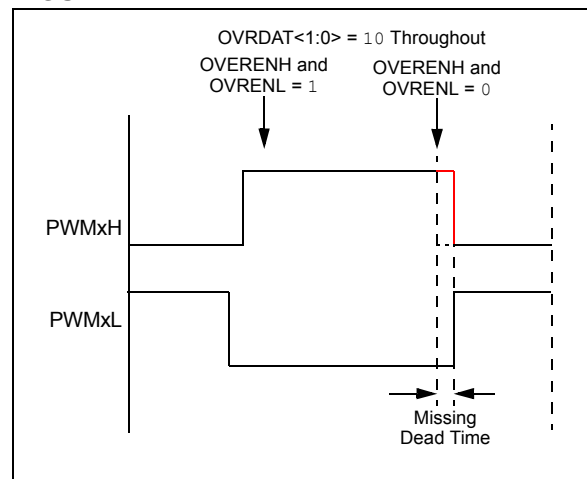 OVRDAT<1:0> = 10 Throughout
OVERENH and
OVRENL = 1
OVERENH and
OVRENL = 0
PWMxH
PWMxL
Missing
Dead Time